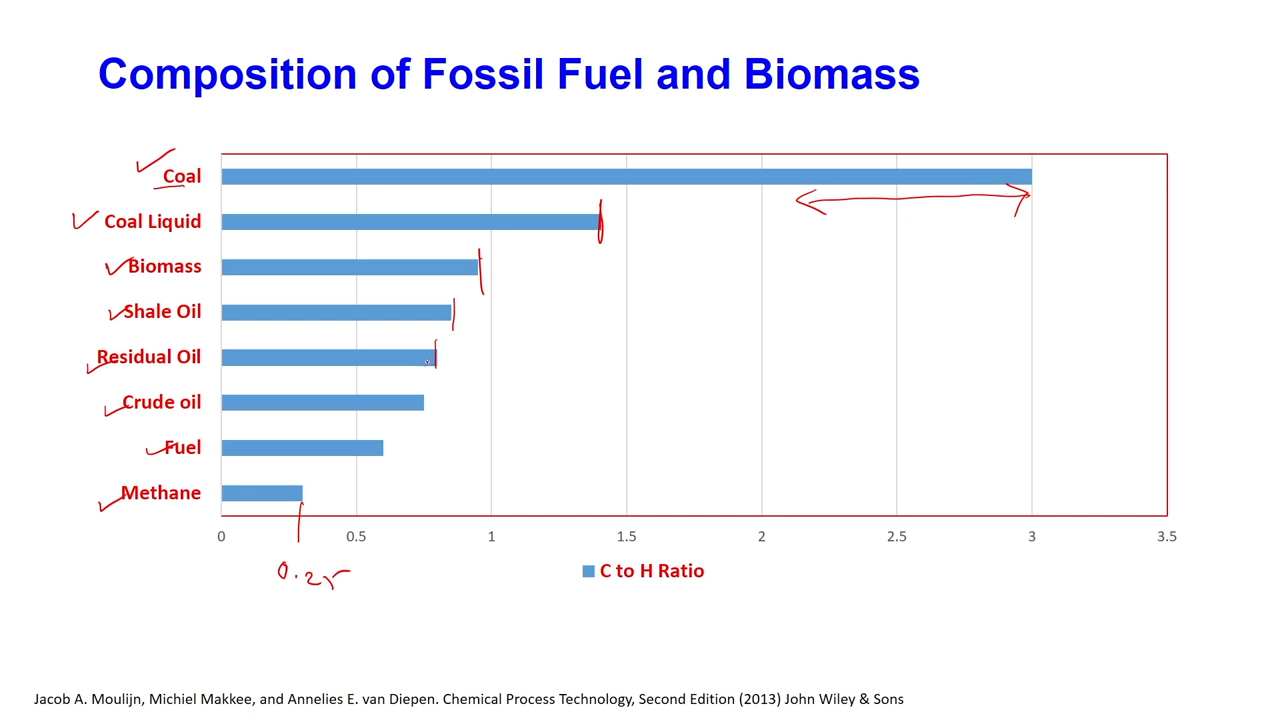 Composition of Fossil Fuel and Biomass
Coal
Coal Liquid
Biomass
Shale Oil
Residual Oil
Crude oil
Fuel
Methane
0 0.5 1 1.5 2 2.5 3 3.5
0.25
C to H Ratio
Jacob A. Moulijn, Michiel Makkee, and Annelies E. van Diepen. Chemical Process Technology, Second Edition (2013) John Wiley & Sons